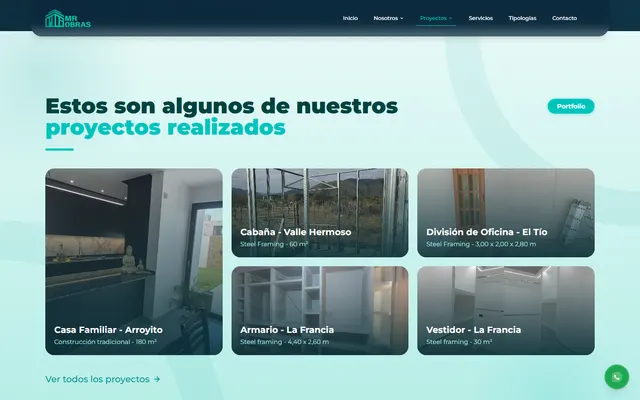 MR
OBRAS
Inicio
Nosotros
Proyectos
Servicios
Tipologías
Contacto
Estos son algunos de nuestros
proyectos realizados
Portfolio
Casa Familiar - Arroyito
Construcción tradicional - 180 m²
Cabaña - Valle Hermoso
Steel Framing - 60 m²
División de Oficina - El Tío
Steel Framing - 3,00 x 2,00 x 2,80 m
Armario - La Francia
Steel framing - 4,40 x 2,60 m
Vestidor - La Francia
Steel framing - 30 m²
Ver todos los proyectos →